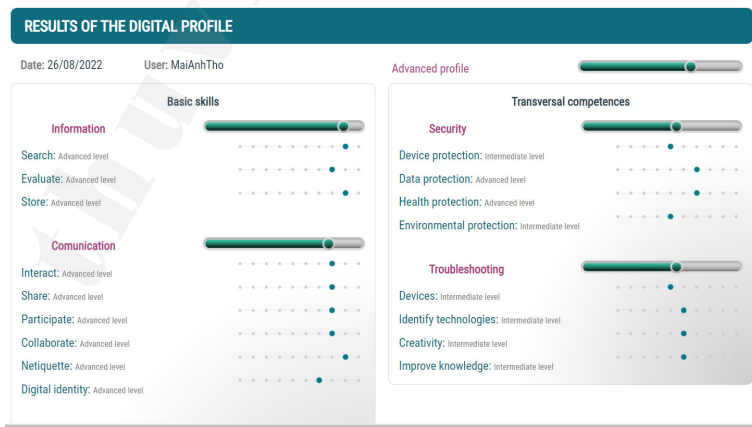 RESULTS OF THE DIGITAL PROFILE
Date: 26/08/2022 User: MaiAnhTho
Advanced profile
Basic skills
Information
Search: Advanced level
Evaluate: Advanced level
Store: Advanced level
Comunication
Interact: Advanced level
Share: Advanced level
Participate: Advanced level
Collaborate: Advanced level
Netiquette: Advanced level
Digital identity: Advanced level
Transversal competences
Security
Device protection: Intermediate level
Data protection: Advanced level
Health protection: Advanced level
Environmental protection: Intermediate level
Troubleshooting
Devices: Intermediate level
Identify technologies: Intermediate level
Creativity: Intermediate level
Improve knowledge: Intermediate level